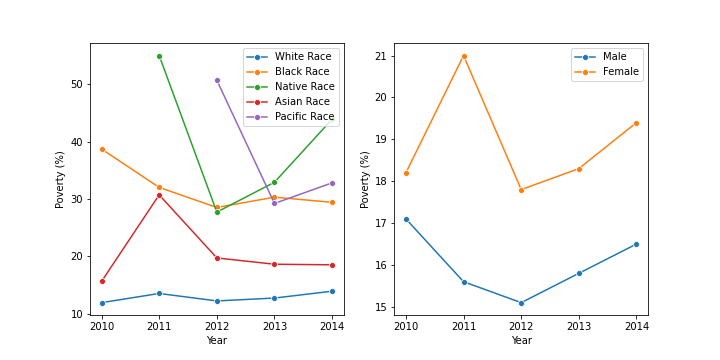 White Race
Black Race
Native Race
Asian Race
Pacific Race
50
40
30
20
10
Poverty (%)
2010 2011 2012 2013 2014
Year
Male
Female
21
20
19
18
17
16
15
Poverty (%)
2010 2011 2012 2013 2014
Year